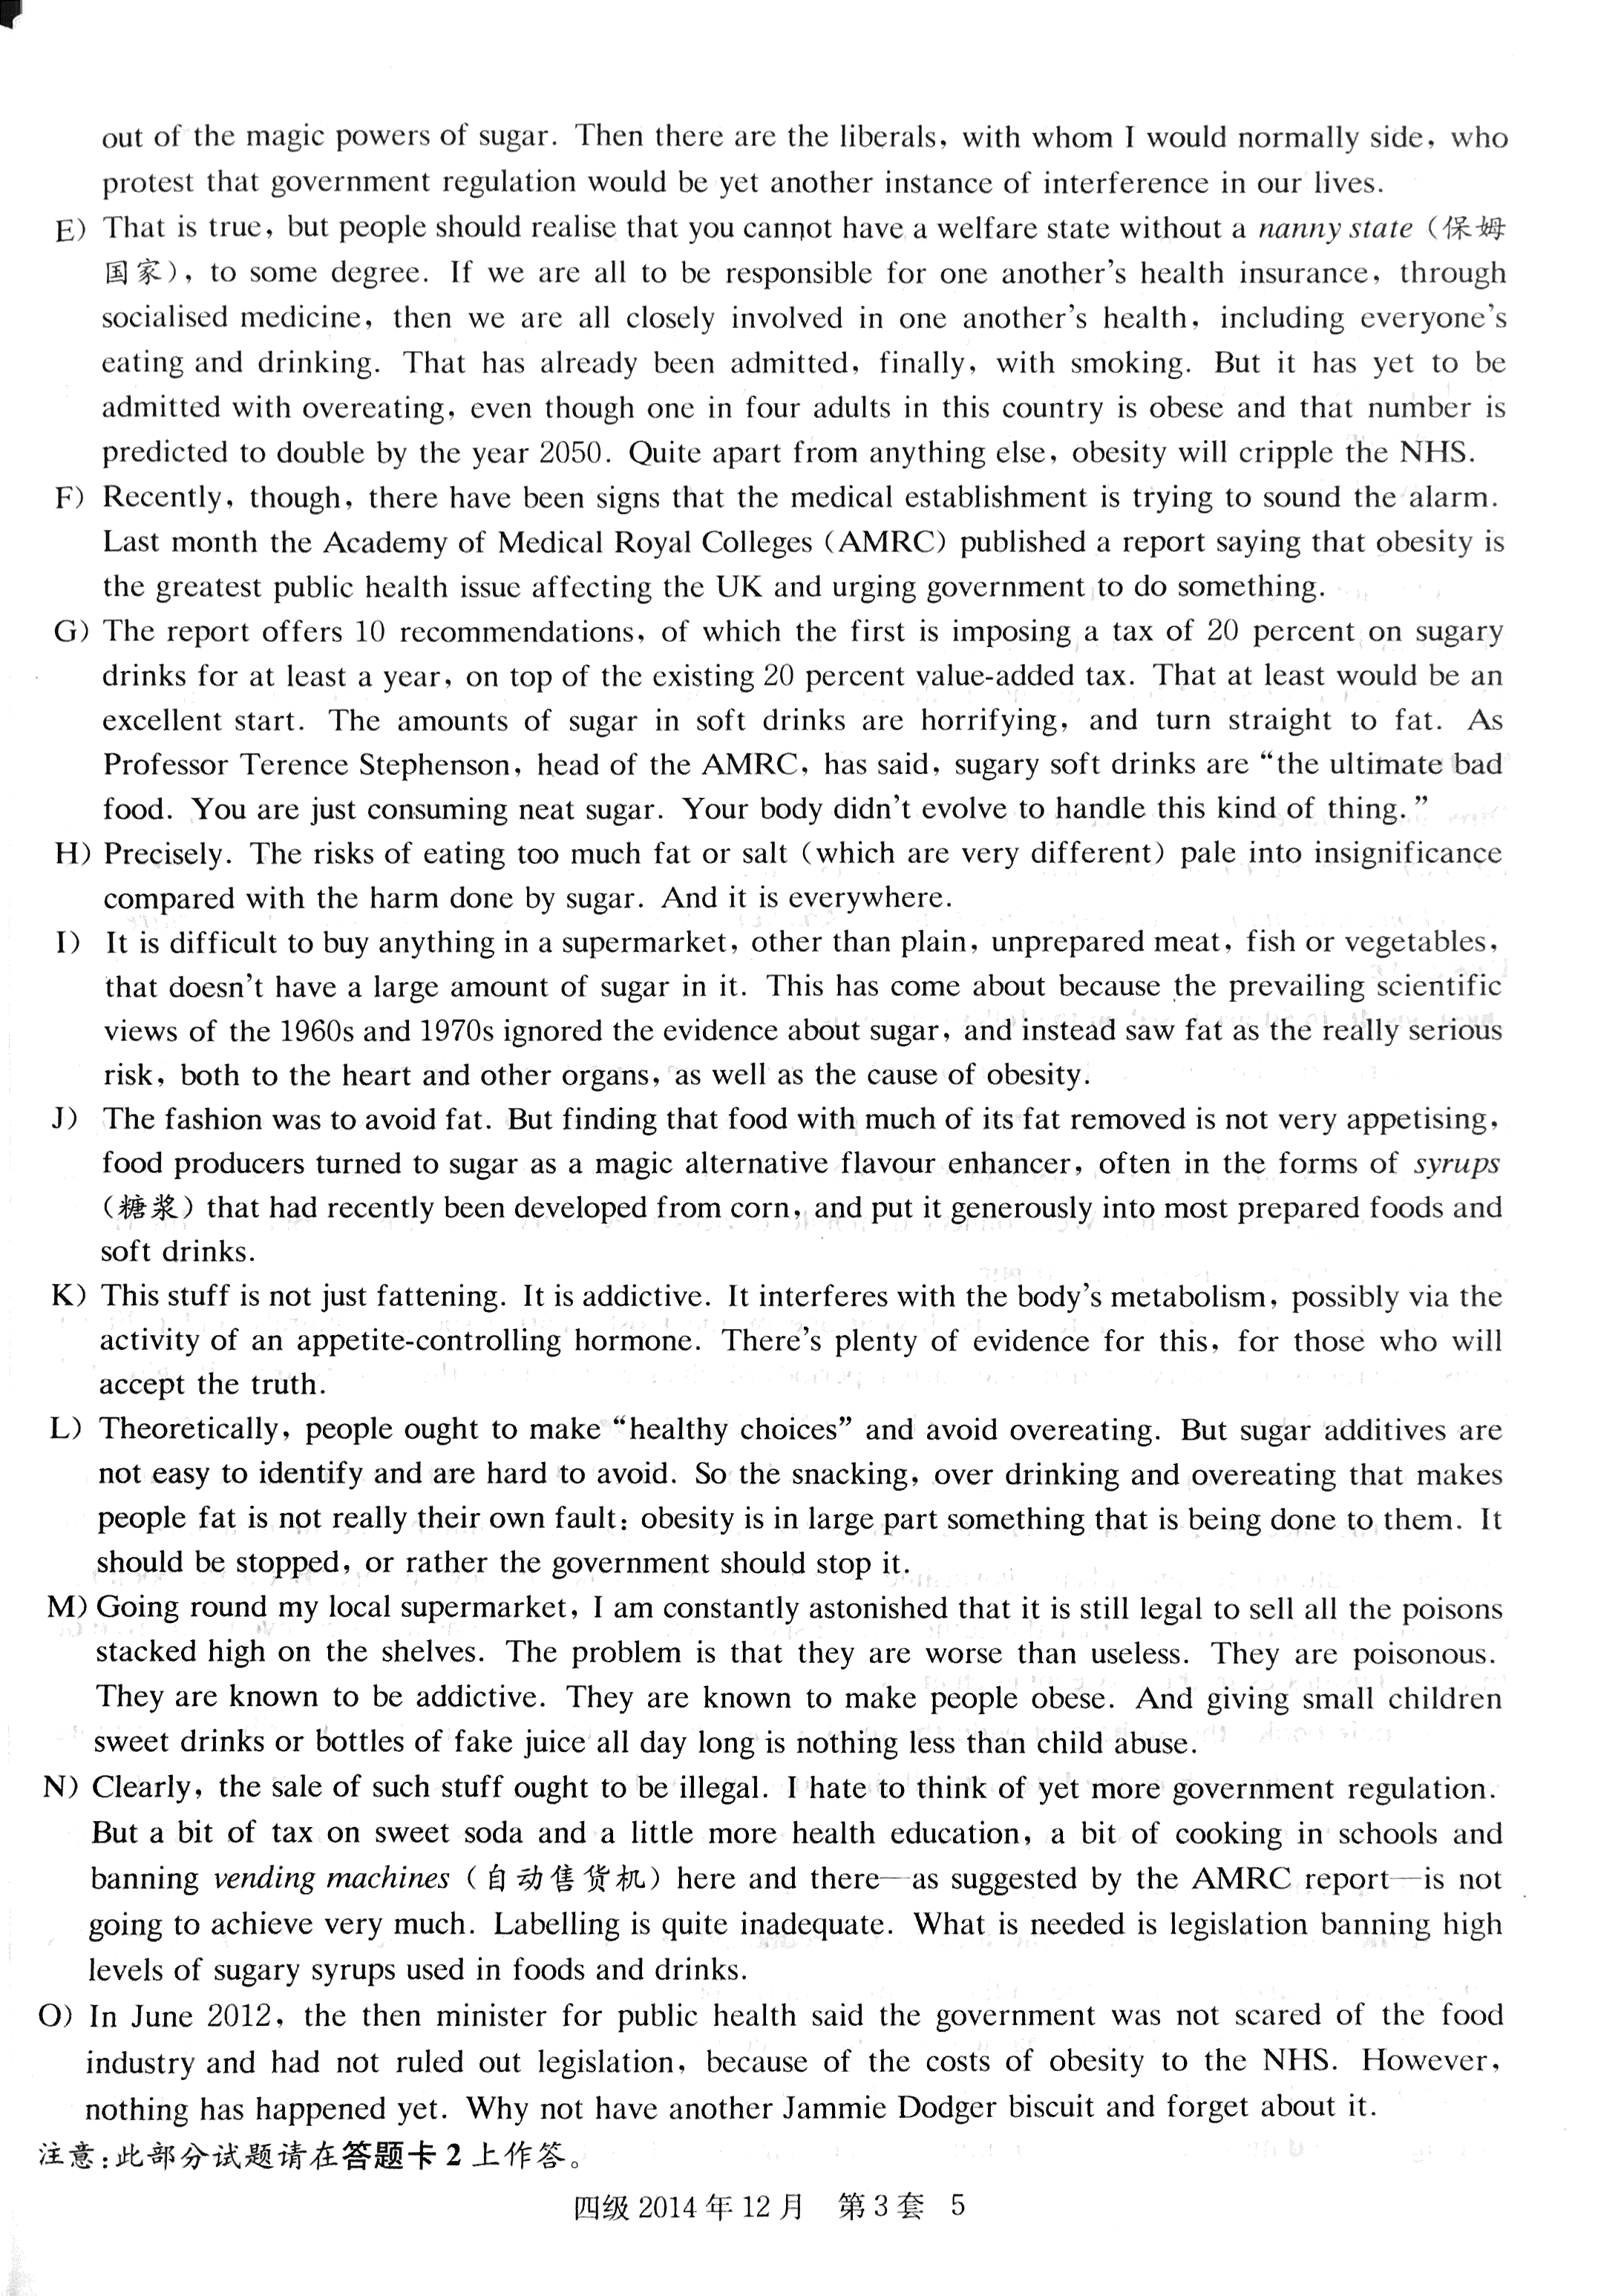 out of the magic powers of sugar. Then there are the liberals, with whom I would normally side, who
protest that government regulation would be yet another instance of interference in our lives.
E) That is true, but people should realise that you cannot have a welfare state without a nanny state (保姆
国家), to some degree. If we are all to be responsible for one another's health insurance, through
socialised medicine, then we are all closely involved in one another's health, including everyone's
eating and drinking. That has already been admitted, finally, with smoking. But it has yet to be
admitted with overeating, even though one in four adults in this country is obese and that number is
predicted to double by the year 2050. Quite apart from anything else, obesity will cripple the NHS.
F) Recently, though, there have been signs that the medical establishment is trying to sound the alarm.
Last month the Academy of Medical Royal Colleges (AMRC) published a report saying that obesity is
the greatest public health issue affecting the UK and urging government to do something.
G) The report offers 10 recommendations, of which the first is imposing a tax of 20 percent on sugary
drinks for at least a year, on top of the existing 20 percent value-added tax. That at least would be an
excellent start. The amounts of sugar in soft drinks are horrifying, and turn straight to fat. As
Professor Terence Stephenson, head of the AMRC, has said, sugary soft drinks are “the ultimate bad
food. You are just consuming neat sugar. Your body didn't evolve to handle this kind of thing.”
H) Precisely. The risks of eating too much fat or salt (which are very different) pale into insignificance
compared with the harm done by sugar. And it is everywhere.
I) It is difficult to buy anything in a supermarket, other than plain, unprepared meat, fish or vegetables,
that doesn't have a large amount of sugar in it. This has come about because the prevailing scientific
views of the 1960s and 1970s ignored the evidence about sugar, and instead saw fat as the really serious
risk, both to the heart and other organs, as well as the cause of obesity.
J) The fashion was to avoid fat. But finding that food with much of its fat removed is not very appetising,
food producers turned to sugar as a magic alternative flavour enhancer, often in the forms of syrups
(糖浆) that had recently been developed from corn, and put it generously into most prepared foods and
soft drinks.
K) This stuff is not just fattening. It is addictive. It interferes with the body's metabolism, possibly via the
activity of an appetite-controlling hormone. There's plenty of evidence for this, for those who will
accept the truth.
L) Theoretically, people ought to make “healthy choices” and avoid overeating. But sugar additives are
not easy to identify and are hard to avoid. So the snacking, over drinking and overeating that makes
people fat is not really their own fault: obesity is in large part something that is being done to them. It
should be stopped, or rather the government should stop it.
M) Going round my local supermarket, I am constantly astonished that it is still legal to sell all the poisons
stacked high on the shelves. The problem is that they are worse than useless. They are poisonous.
They are known to be addictive. They are known to make people obese. And giving small children
sweet drinks or bottles of fake juice all day long is nothing less than child abuse.
N) Clearly, the sale of such stuff ought to be illegal. I hate to think of yet more government regulation.
But a bit of tax on sweet soda and a little more health education, a bit of cooking in schools and
banning vending machines (自动售货机) here and there—as suggested by the AMRC report—is not
going to achieve very much. Labelling is quite inadequate. What is needed is legislation banning high
levels of sugary syrups used in foods and drinks.
O) In June 2012, the then minister for public health said the government was not scared of the food
industry and had not ruled out legislation, because of the costs of obesity to the NHS. However,
nothing has happened yet. Why not have another Jammie Dodger biscuit and forget about it.
注意:此部分试题请在答题卡 2 上作答。
四级 2014 年 12 月 第 3 套 5